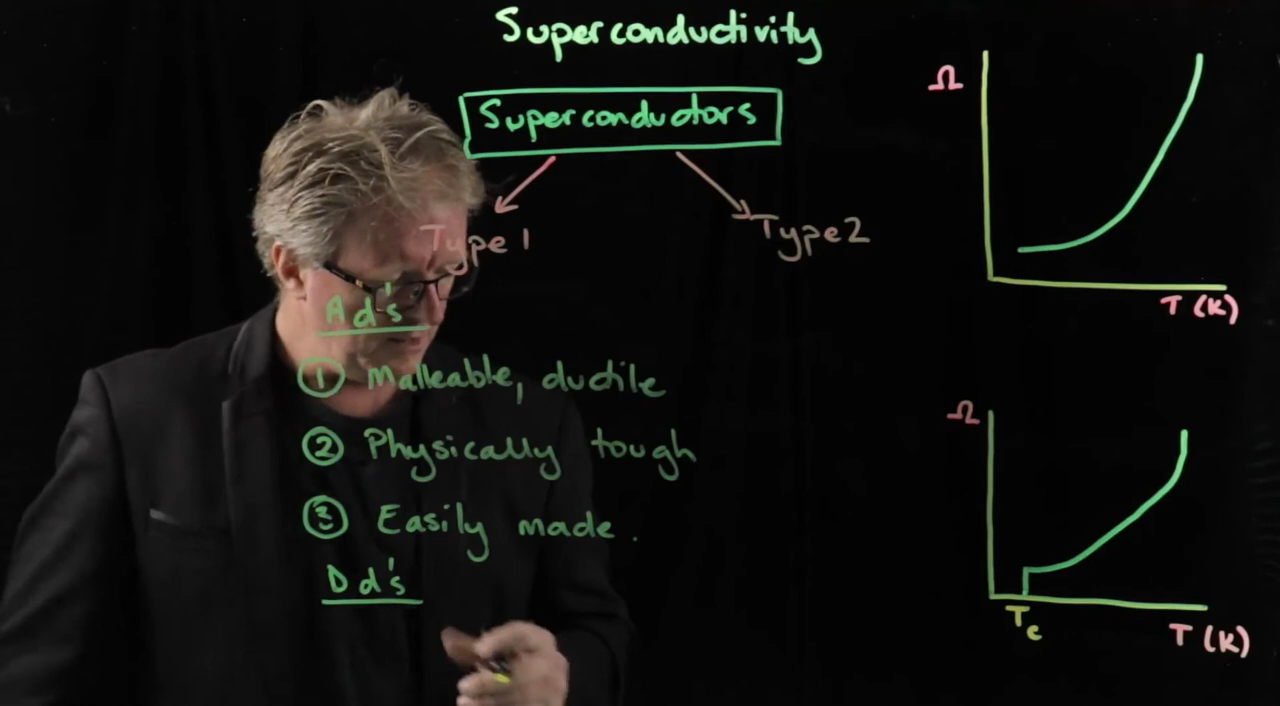 Superconductivity
Superconductors
Type 1
Type 2
Ad's
① Malleable, ductile
② Physically tough
③ Easily made.
Dd's
Ω
T (K)
Ω
Tc
T (K)